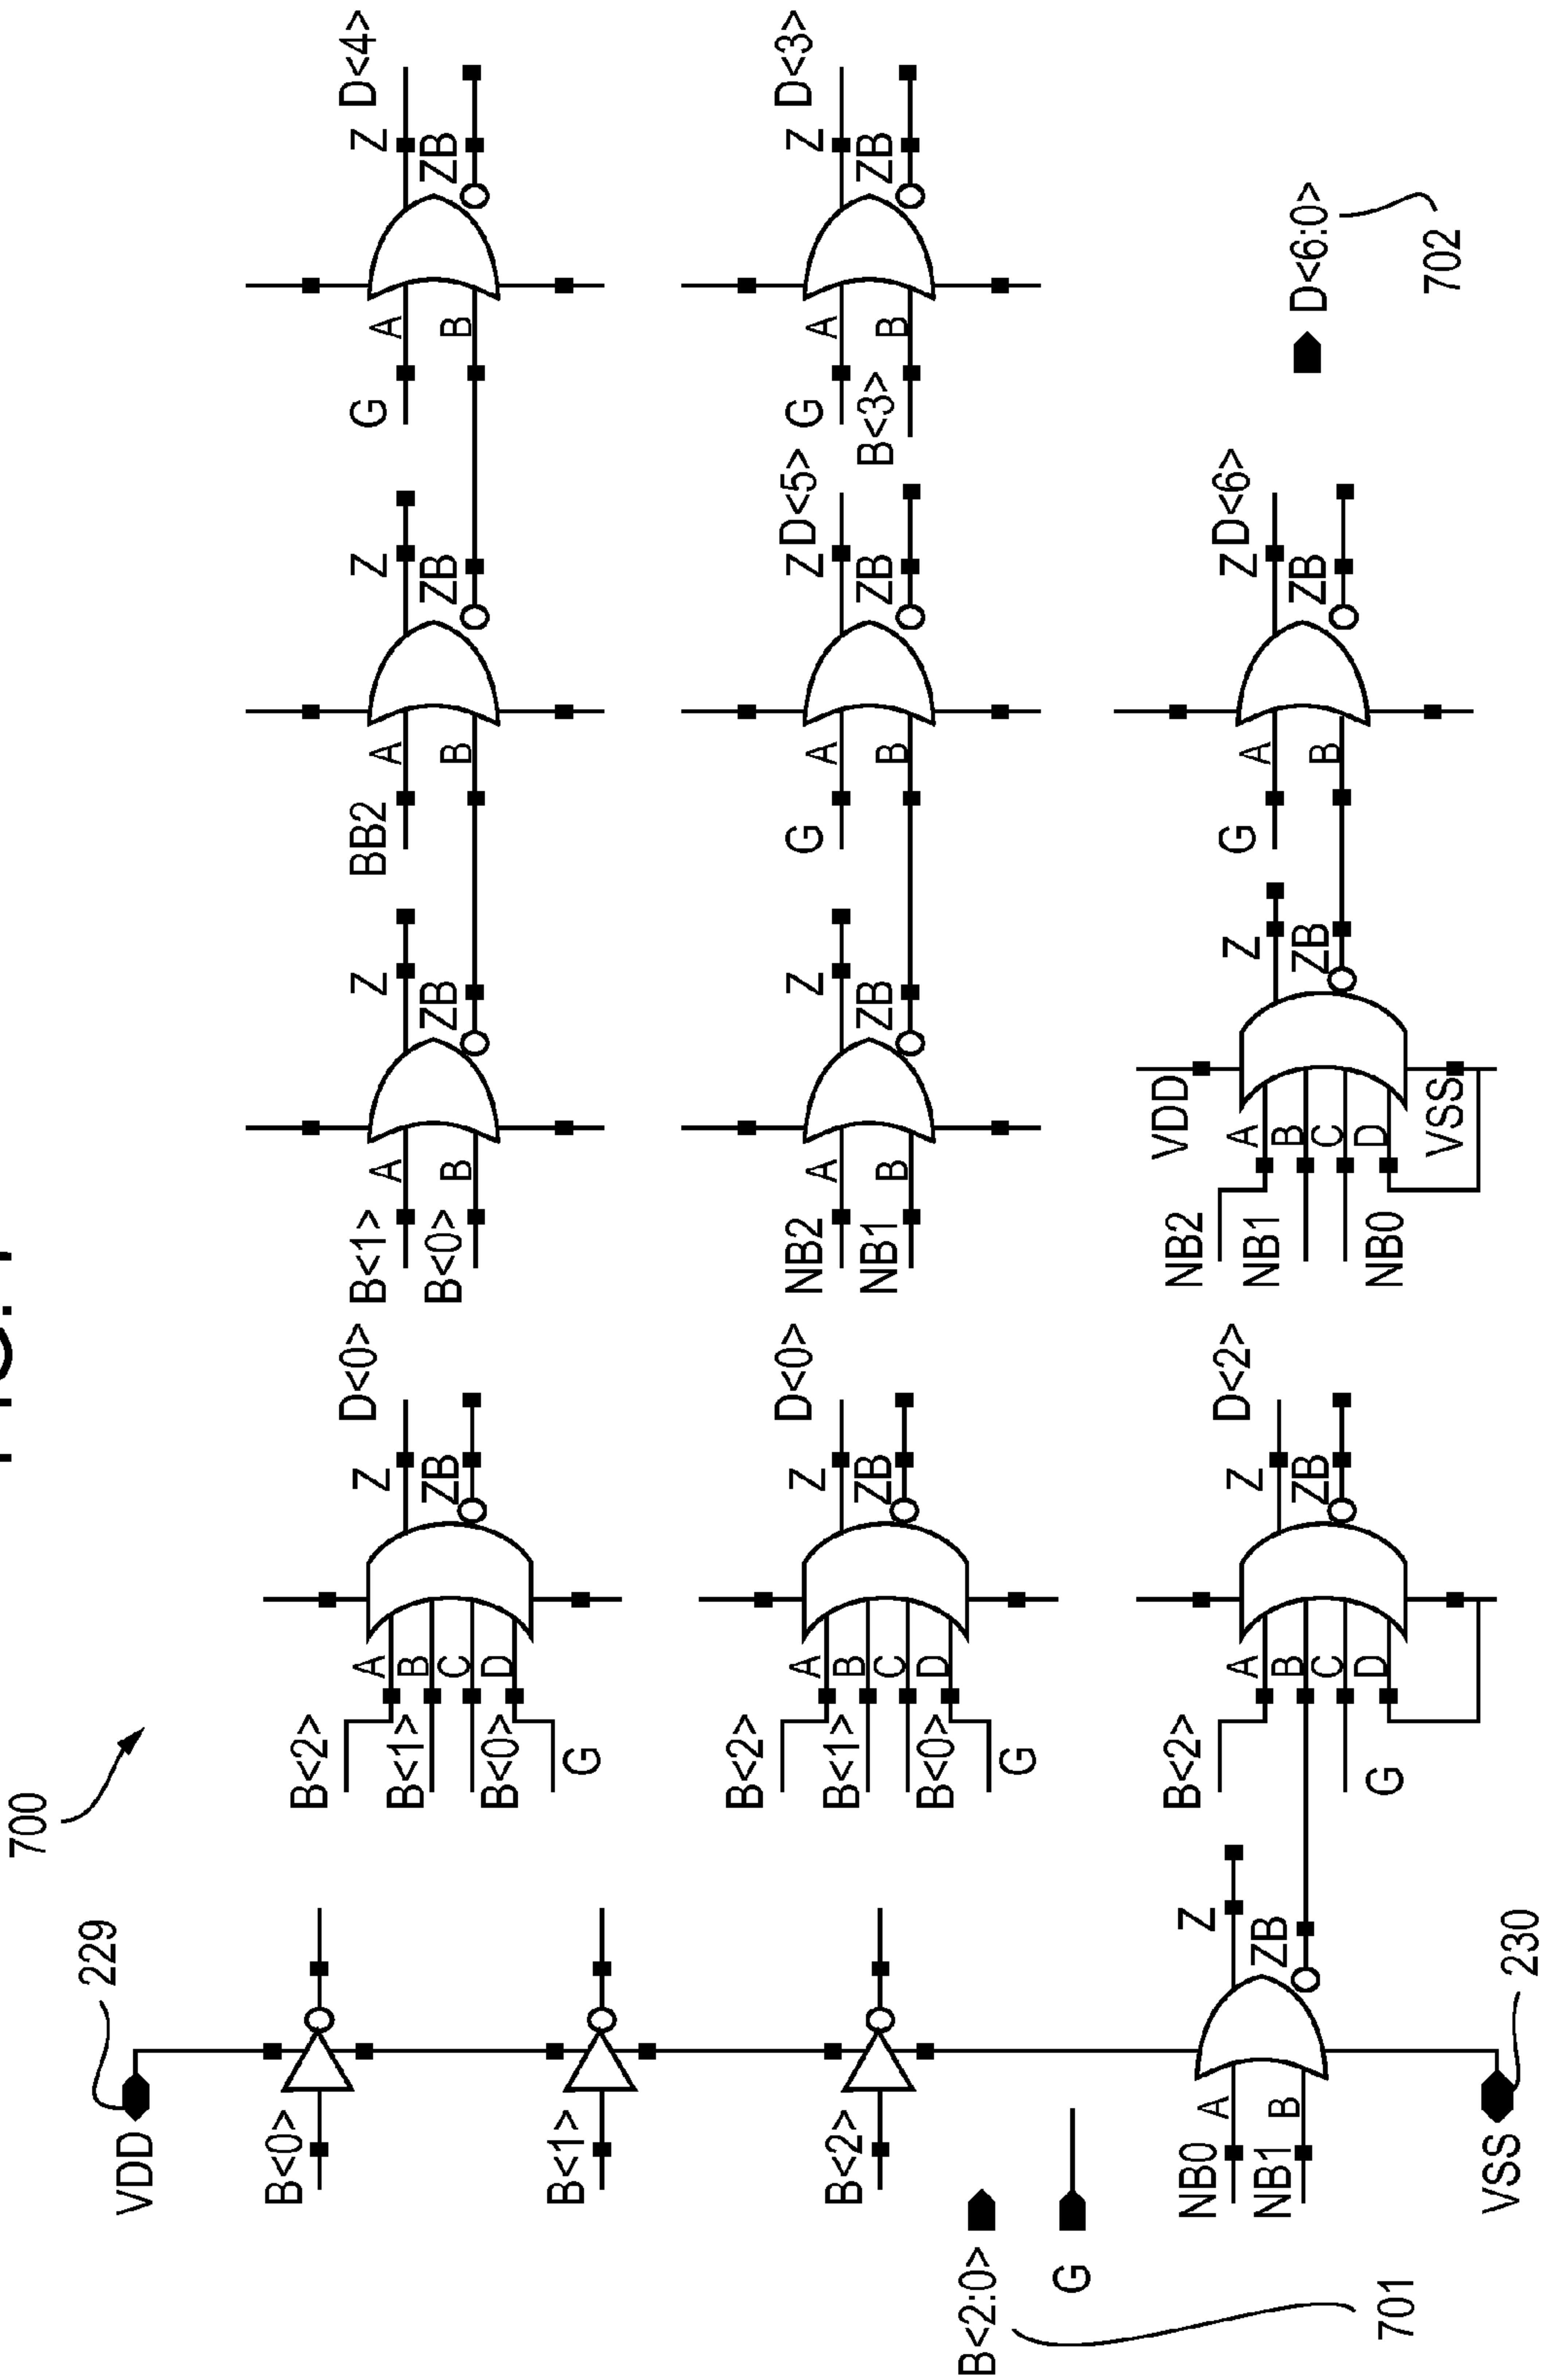 700
229
VDD
B<0>
B<1>
B<2>
B<2:0>
G
701
NB0
A
NB1
B
Z
ZB
VSS
230
B<2>
B<1>
B<0>
G
A
B
C
D
Z
D<0>
ZB
B<1>
A
B<0>
B
Z
ZB
BB2
A
B
Z
ZB
G
A
B
Z
D<4>
ZB
B<2>
B<1>
B<0>
G
A
B
C
D
Z
D<0>
ZB
NB2
A
NB1
B
Z
ZB
G
A
B
Z
D<5>
ZB
G
A
B<3>
B
Z
D<3>
ZB
B<2>
G
A
B
C
D
Z
D<2>
ZB
VDD
NB2
NB1
NB0
A
B
C
D
VSS
Z
ZB
G
A
B
Z
D<6>
ZB
D<6:0>
702